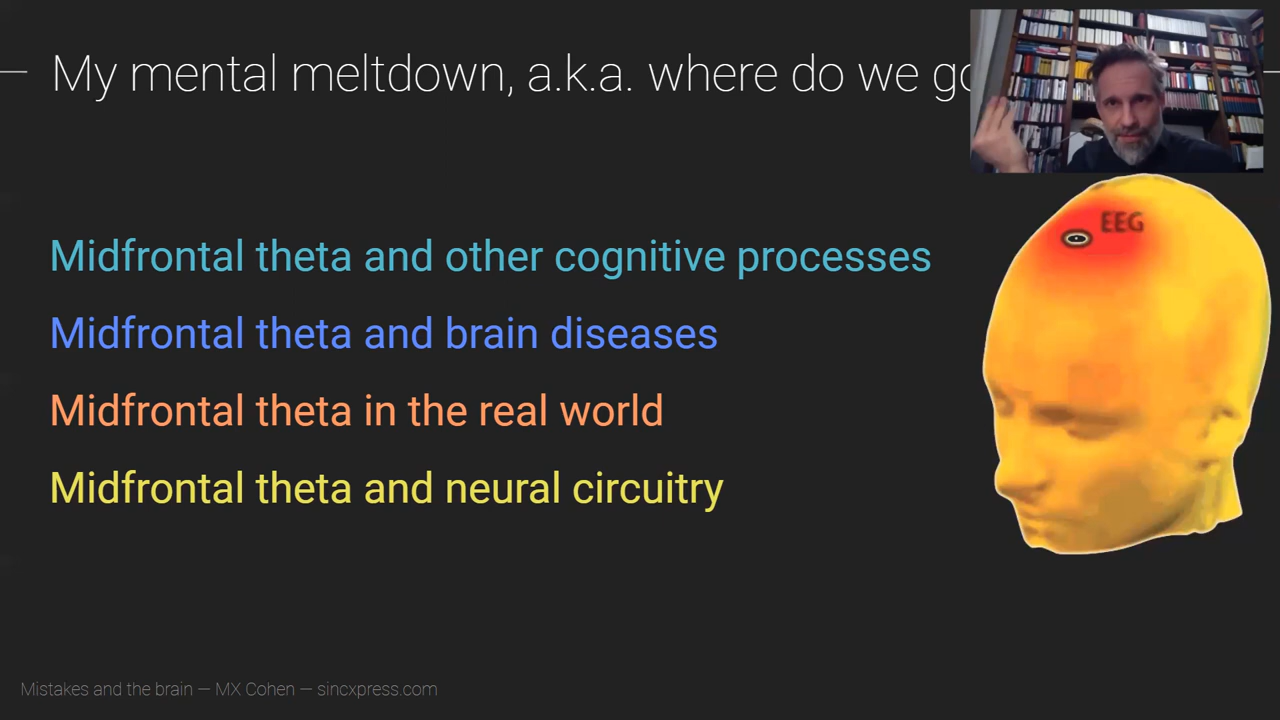 My mental meltdown, a.k.a. where do we go
EEG
Midfrontal theta and other cognitive processes
Midfrontal theta and brain diseases
Midfrontal theta in the real world
Midfrontal theta and neural circuitry
Mistakes and the brain — MX Cohen — sincxpress.com